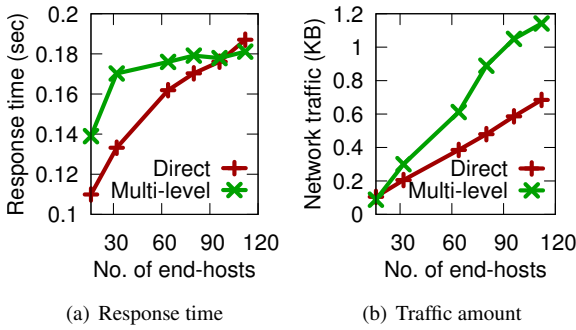 Response time (sec)
0.2
0.18
0.16
0.14
0.12
0.1
Direct
Multi-level
30 60 90 120
No. of end-hosts
(a) Response time
Network traffic (KB)
1.2
1
0.8
0.6
0.4
0.2
0
Direct
Multi-level
30 60 90 120
No. of end-hosts
(b) Traffic amount